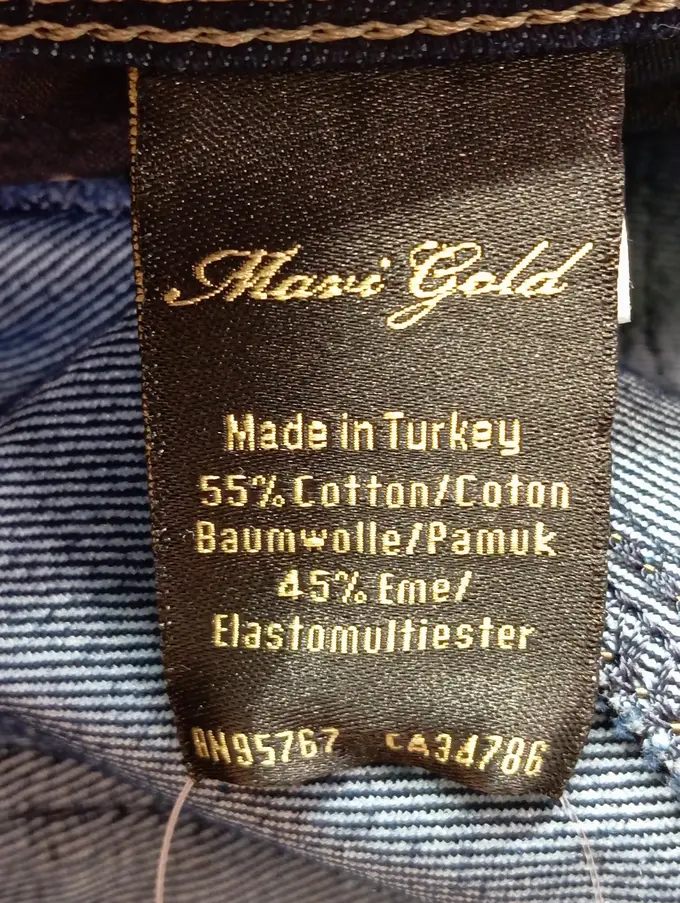 Mavi Gold
Made in Turkey
55% Cotton/Coton
Baumwolle/Pamuk
45% Eme/
Elastomultiester
RN95767 CA34786